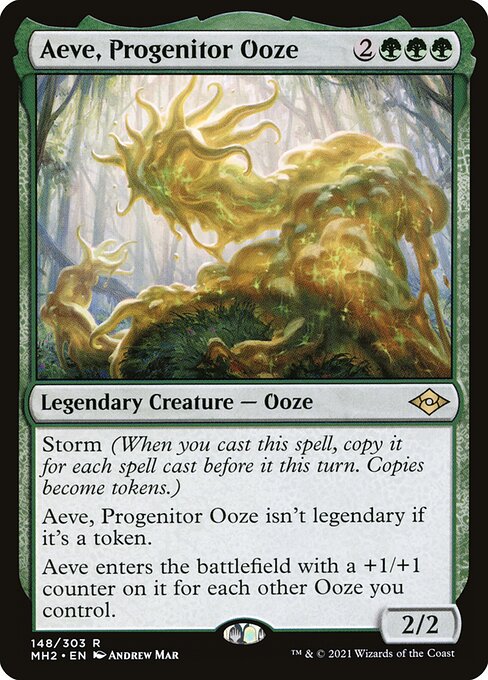 Aeve, Progenitor Ooze 2
Legendary Creature — Ooze
Storm (When you cast this spell, copy it
for each spell cast before it this turn. Copies
become tokens.)
Aeve, Progenitor Ooze isn't legendary if
it's a token.
Aeve enters the battlefield with a +1/+1
counter on it for each other Ooze you
control.
2/2
148/303 R
MH2 • EN Andrew Mar
™ & © 2021 Wizards of the Coast